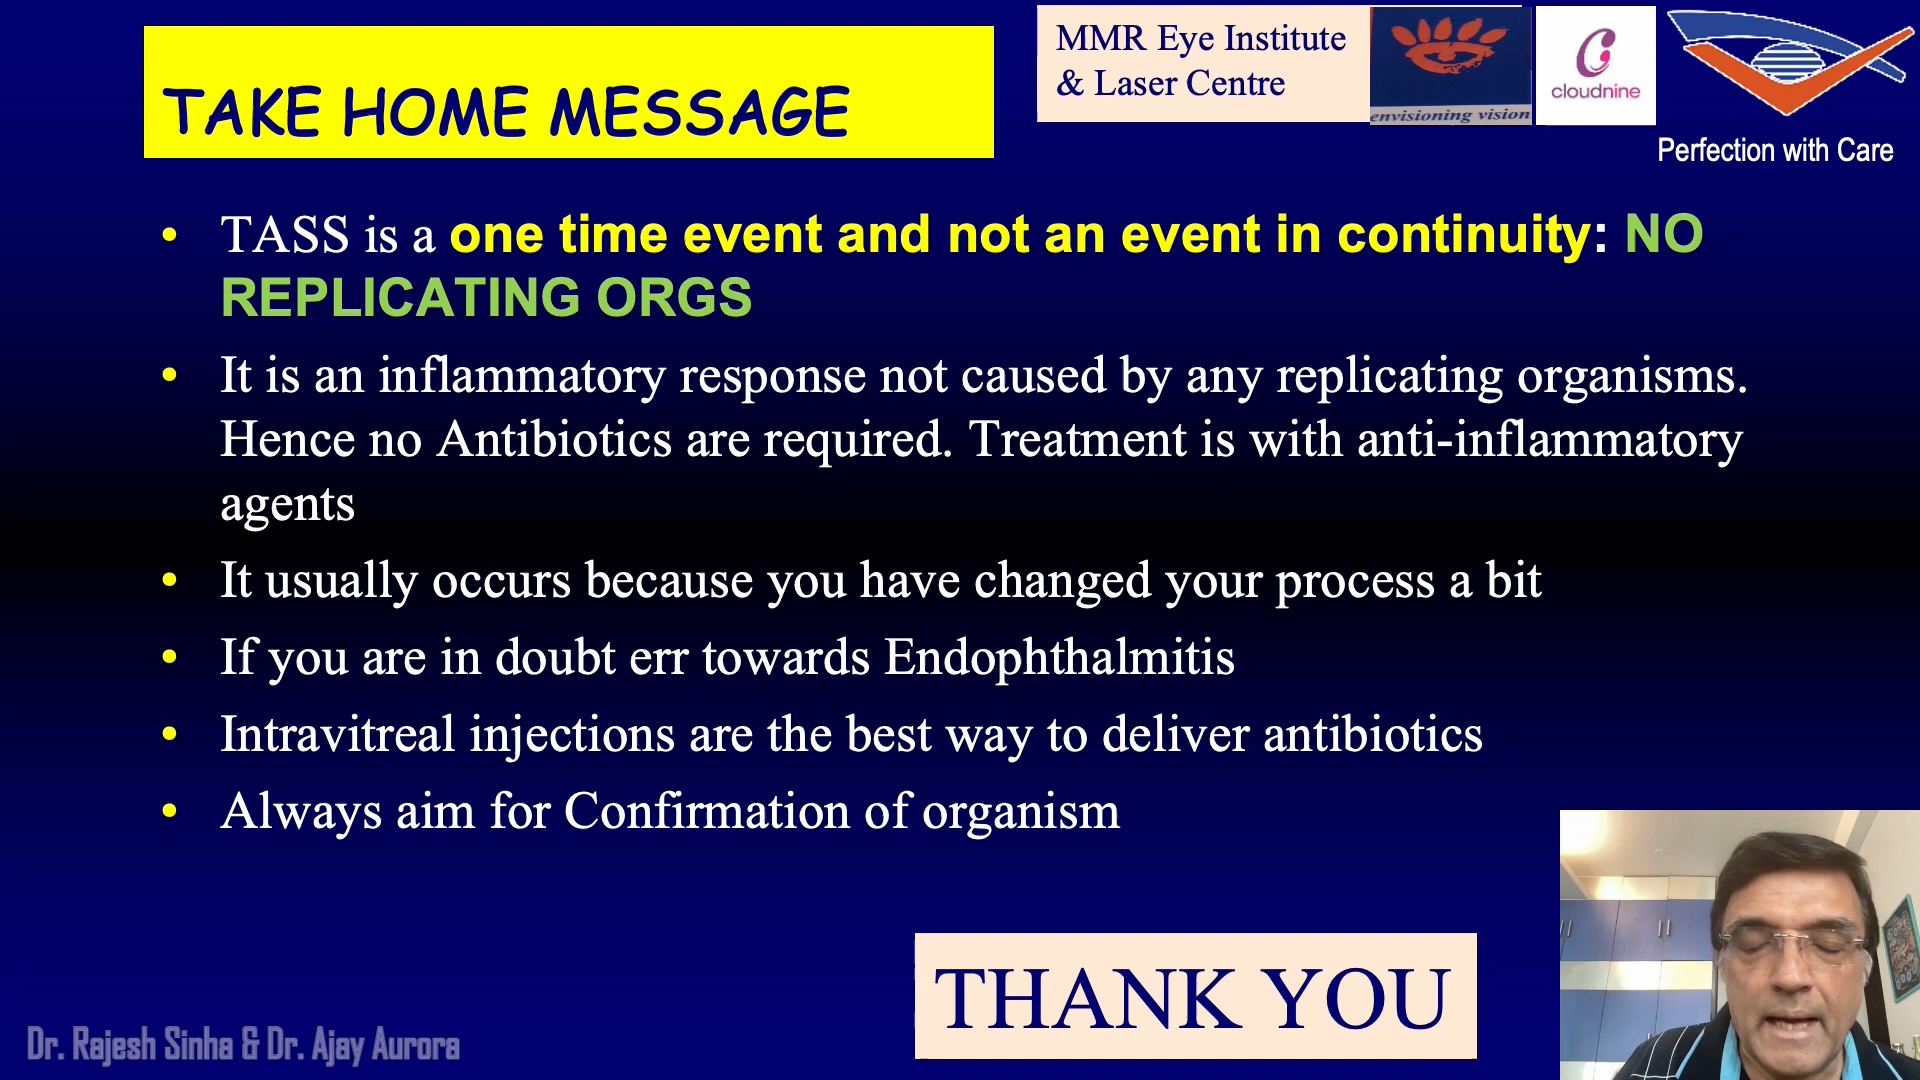 TAKE HOME MESSAGE
MMR Eye Institute
& Laser Centre
envisioning vision
cloudnine
Perfection with Care
• TASS is a one time event and not an event in continuity: NO
REPLICATING ORGS
• It is an inflammatory response not caused by any replicating organisms.
Hence no Antibiotics are required. Treatment is with anti-inflammatory
agents
• It usually occurs because you have changed your process a bit
• If you are in doubt err towards Endophthalmitis
• Intravitreal injections are the best way to deliver antibiotics
• Always aim for Confirmation of organism
THANK YOU
Dr. Rajesh Sinha & Dr. Ajay Aurora